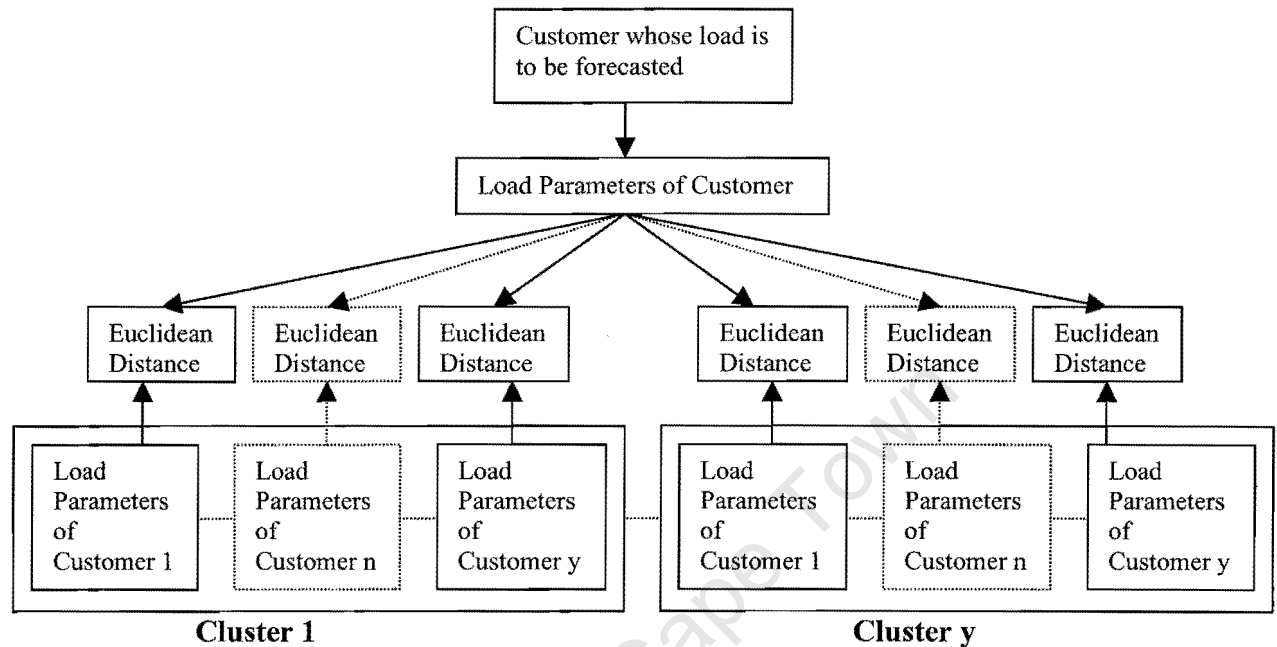 Customer whose load is
to be forecasted
Load Parameters of Customer
Euclidean
Distance
Euclidean
Distance
Euclidean
Distance
Euclidean
Distance
Euclidean
Distance
Euclidean
Distance
Load
Parameters
of
Customer 1
Load
Parameters
of
Customer n
Load
Parameters
of
Customer y
Load
Parameters
of
Customer 1
Load
Parameters
of
Customer n
Load
Parameters
of
Customer y
Cluster 1
Cluster y
Cape Town